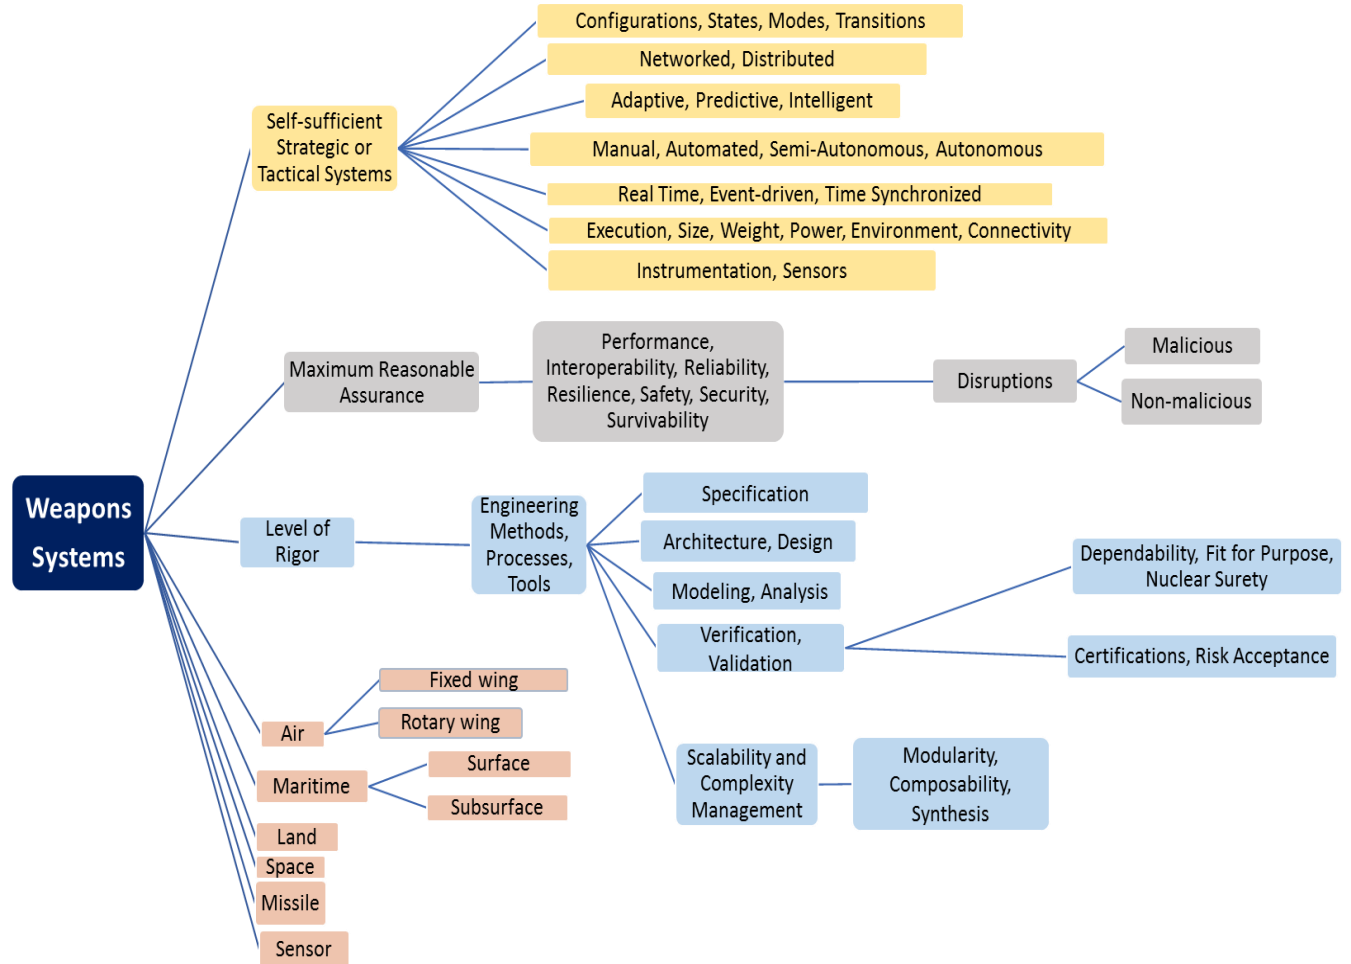 Configurations, States, Modes, Transitions
Networked, Distributed
Adaptive, Predictive, Intelligent
Self-sufficient
Strategic or
Tactical Systems
Manual, Automated, Semi-Autonomous, Autonomous
Real Time, Event-driven, Time Synchronized
Execution, Size, Weight, Power, Environment, Connectivity
Instrumentation, Sensors
Maximum Reasonable
Assurance
Performance,
Interoperability, Reliability,
Resilience, Safety, Security,
Survivability
Disruptions
Malicious
Non-malicious
Weapons
Systems
Level of
Rigor
Engineering
Methods,
Processes,
Tools
Specification
Architecture, Design
Modeling, Analysis
Verification,
Validation
Dependability, Fit for Purpose,
Nuclear Surety
Certifications, Risk Acceptance
Scalability and
Complexity
Management
Modularity,
Composability,
Synthesis
Air
Fixed wing
Rotary wing
Maritime
Surface
Subsurface
Land
Space
Missile
Sensor